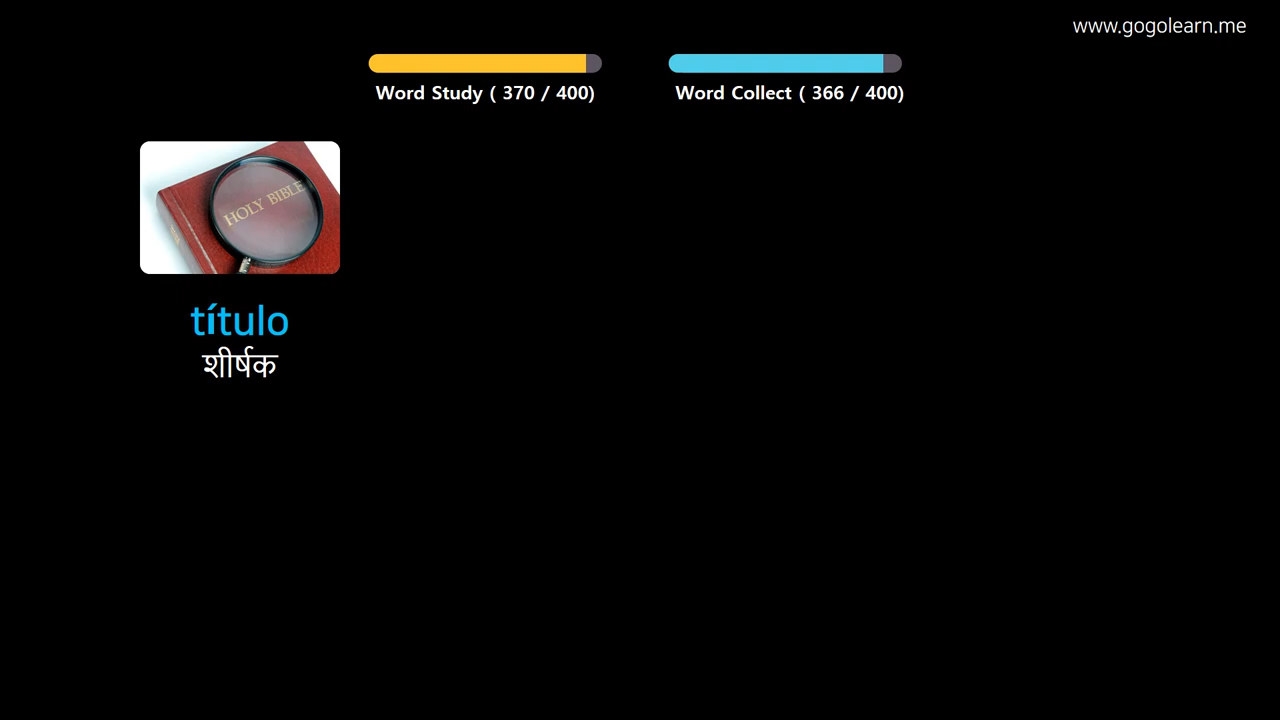 www.gogolearn.me
Word Study ( 370 / 400)
Word Collect ( 366 / 400)
HOLY BIBLE
título
शीर्षक